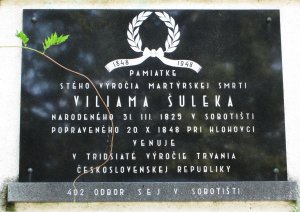 1848 1948
PAMIATKE
STÉHO VÝROČIA MARTÝRSKEJ SMRTI
VILIAMA ŠULEKA
NARODENÉHO 31 III. 1825 V SOBOTIŠTI
POPRAVENÉHO 20 X 1848 PRI HLOHOVCI
VENUJE
V TRIDSIATE VÝROČIE TRVANIA
ČESKOSLOVENSKEJ REPUBLIKY
402 ODBOR SEJ V SOBOTIŠTI